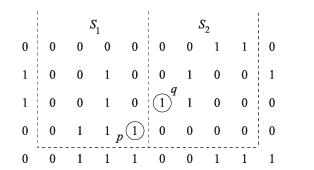 S1 S2
0 0 0 0 0 0 0 1 1 0
1 0 0 1 0 0 1 0 0 1
q
1 0 0 1 0 1 1 0 0 0
0 0 1 1 1 0 0 0 0 0
p
0 0 1 1 1 0 0 1 1 1